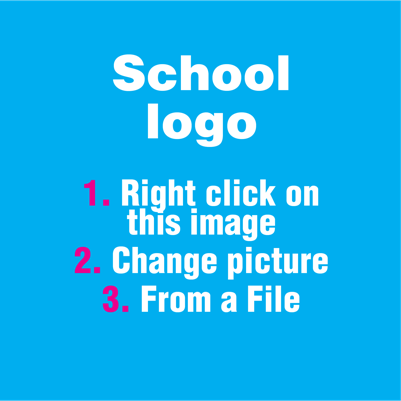 School
logo
1. Right click on
this image
2. Change picture
3. From a File